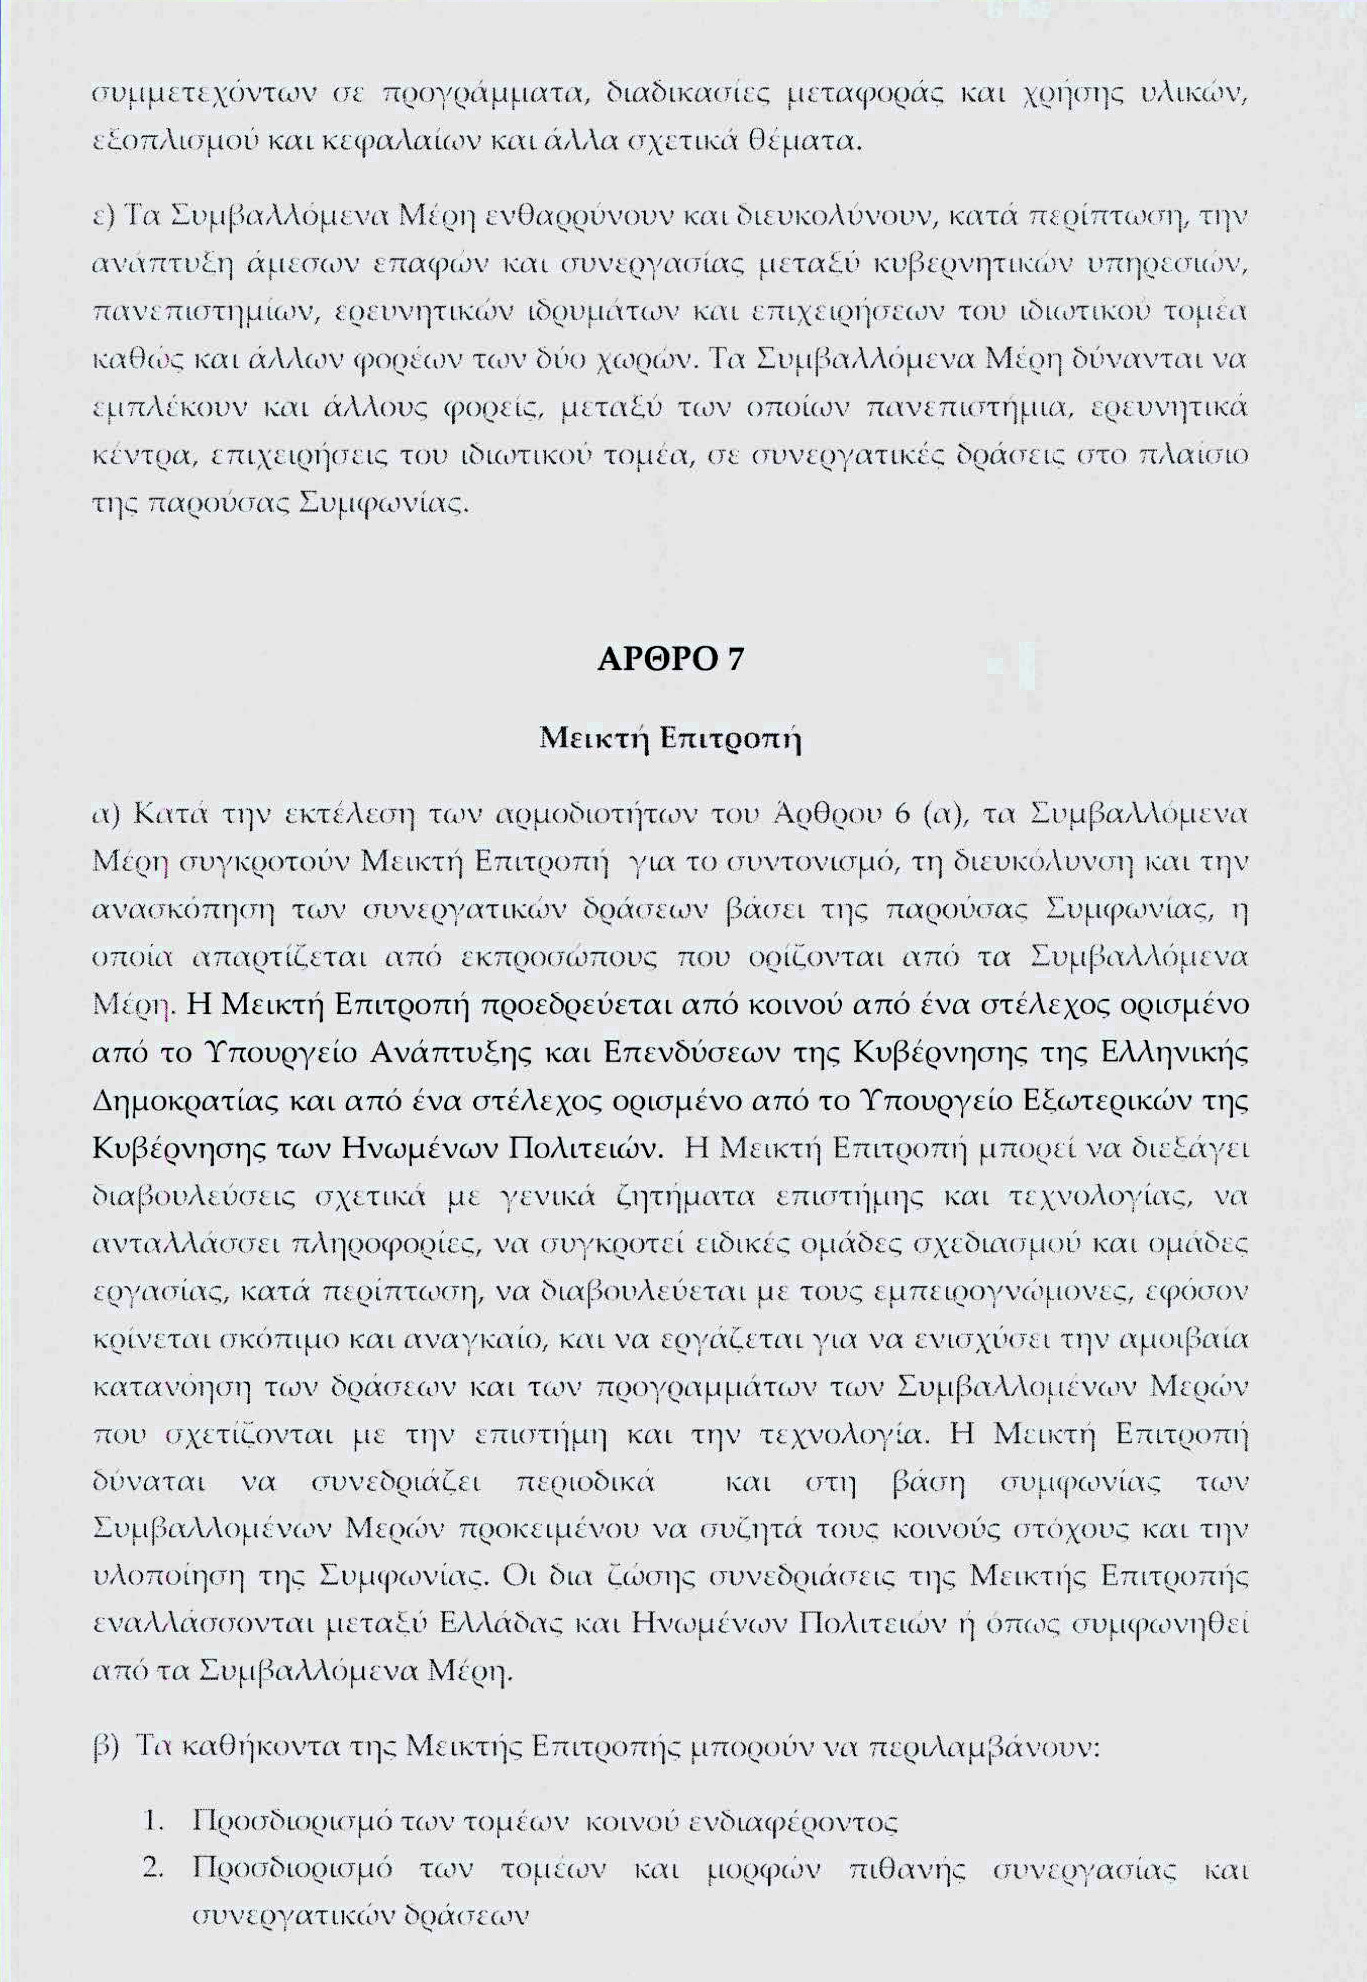 συμμετεχόντων σε προγράμματα, διαδικασίες μεταφοράς και χρήσης υλικών,
εξοπλισμού και κεφαλαίων και άλλα σχετικά θέματα.
ε) Τα Συμβαλλόμενα Μέρη ενθαρρύνουν και διευκολύνουν, κατά περίπτωση, την
ανάπτυξη άμεσων επαφών και συνεργασίας μεταξύ κυβερνητικών υπηρεσιών,
πανεπιστημίων, ερευνητικών ιδρυμάτων και επιχειρήσεων του ιδιωτικού τομέα
καθώς και άλλων φορέων των δύο χωρών. Τα Συμβαλλόμενα Μέρη δύνανται να
εμπλέκουν και άλλους φορείς, μεταξύ των οποίων πανεπιστήμια, ερευνητικά
κέντρα, επιχειρήσεις του ιδιωτικού τομέα, σε συνεργατικές δράσεις στο πλαίσιο
της παρούσας Συμφωνίας.
ΑΡΘΡΟ 7
Μεικτή Επιτροπή
α) Κατά την εκτέλεση των αρμοδιοτήτων του Άρθρου 6 (α), τα Συμβαλλόμενα
Μέρη συγκροτούν Μεικτή Επιτροπή για το συντονισμό, τη διευκόλυνση και την
ανασκόπηση των συνεργατικών δράσεων βάσει της παρούσας Συμφωνίας, η
οποία απαρτίζεται από εκπροσώπους που ορίζονται από τα Συμβαλλόμενα
Μέρη. Η Μεικτή Επιτροπή προεδρεύεται από κοινού από ένα στέλεχος ορισμένο
από το Υπουργείο Ανάπτυξης και Επενδύσεων της Κυβέρνησης της Ελληνικής
Δημοκρατίας και από ένα στέλεχος ορισμένο από το Υπουργείο Εξωτερικών της
Κυβέρνησης των Ηνωμένων Πολιτειών. Η Μεικτή Επιτροπή μπορεί να διεξάγει
διαβουλεύσεις σχετικά με γενικά ζητήματα επιστήμης και τεχνολογίας, να
ανταλλάσσει πληροφορίες, να συγκροτεί ειδικές ομάδες σχεδιασμού και ομάδες
εργασίας, κατά περίπτωση, να διαβουλεύεται με τους εμπειρογνώμονες, εφόσον
κρίνεται σκόπιμο και αναγκαίο, και να εργάζεται για να ενισχύσει την αμοιβαία
κατανόηση των δράσεων και των προγραμμάτων των Συμβαλλομένων Μερών
που σχετίζονται με την επιστήμη και την τεχνολογία. Η Μεικτή Επιτροπή
δύναται να συνεδριάζει περιοδικά και στη βάση συμφωνίας των
Συμβαλλομένων Μερών προκειμένου να συζητά τους κοινούς στόχους και την
υλοποίηση της Συμφωνίας. Οι δια ζώσης συνεδριάσεις της Μεικτής Επιτροπής
εναλλάσσονται μεταξύ Ελλάδας και Ηνωμένων Πολιτειών ή όπως συμφωνηθεί
από τα Συμβαλλόμενα Μέρη.
β) Τα καθήκοντα της Μεικτής Επιτροπής μπορούν να περιλαμβάνουν:
1. Προσδιορισμό των τομέων κοινού ενδιαφέροντος
2. Προσδιορισμό των τομέων και μορφών πιθανής συνεργασίας και
συνεργατικών δράσεων